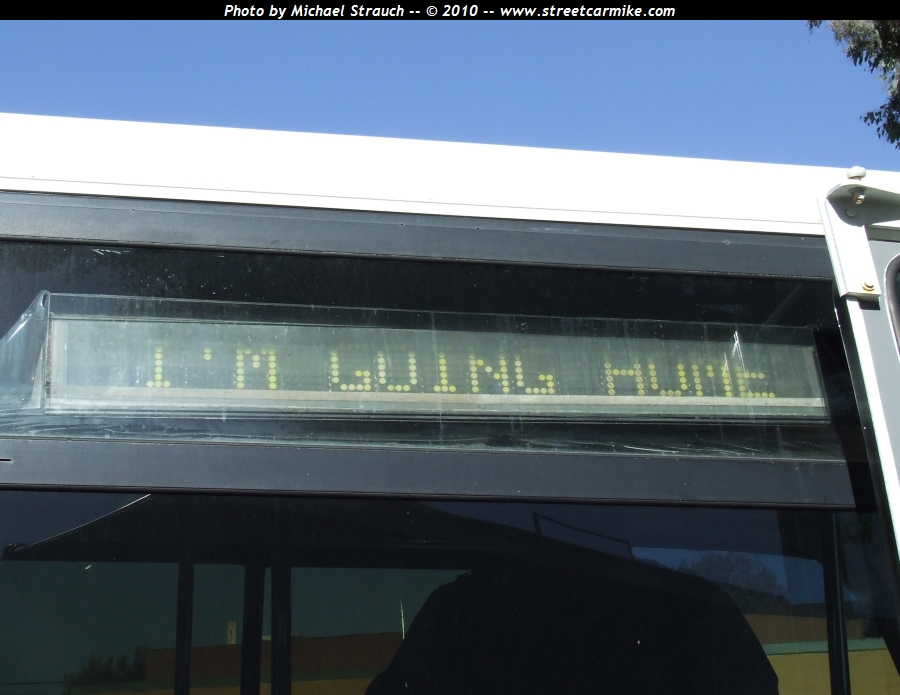 Photo by Michael Strauch -- © 2010 -- www.streetcarmike.com
I'M GOING HOME